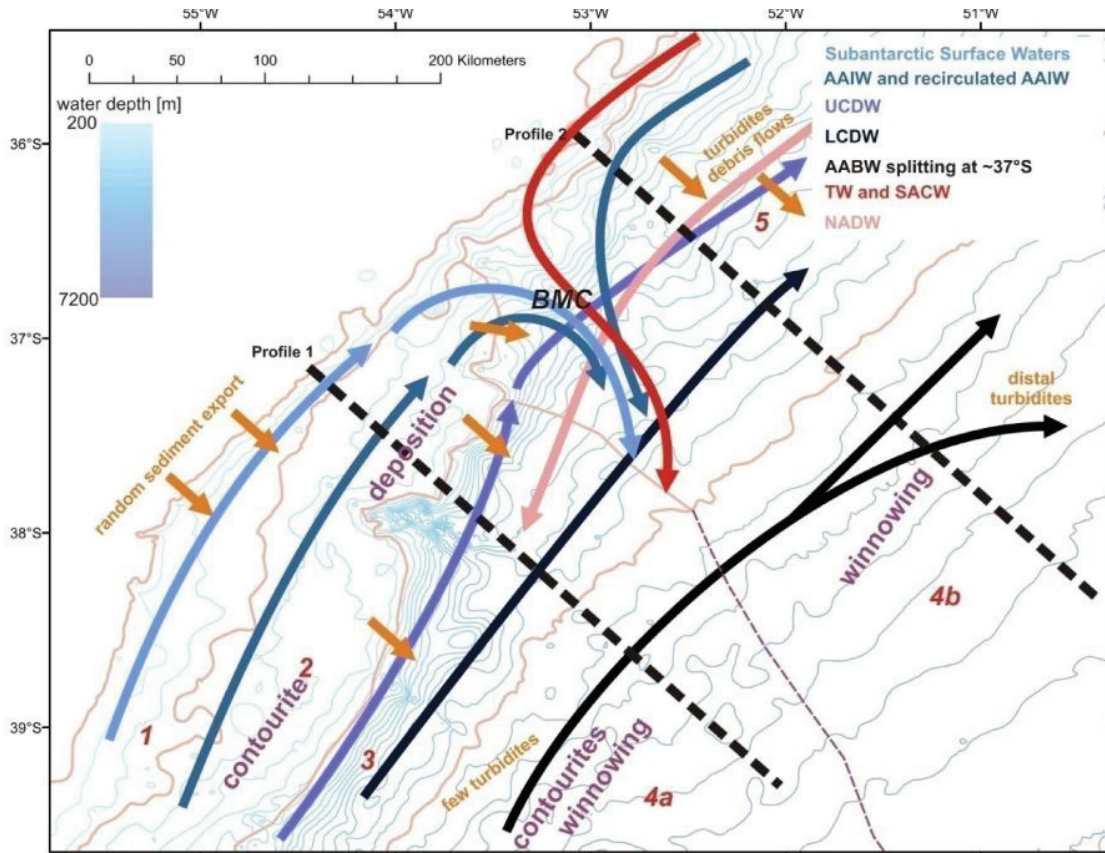 55°W 54°W 53°W 52°W 51°W
0 50 100 200 Kilometers
water depth [m]
200
7200
36°S
37°S
38°S
39°S
Subantarctic Surface Waters
AAIW and recirculated AAIW
UCDW
LCDW
AABW splitting at ~37°S
TW and SACW
NADW
Profile 2
turbidites
debris flows
5
BMC
Profile 1
random sediment export
deposition
distal
turbidites
winnowing
4b
2
contourite
1
3
few turbidites
contourites
winnowing
4a